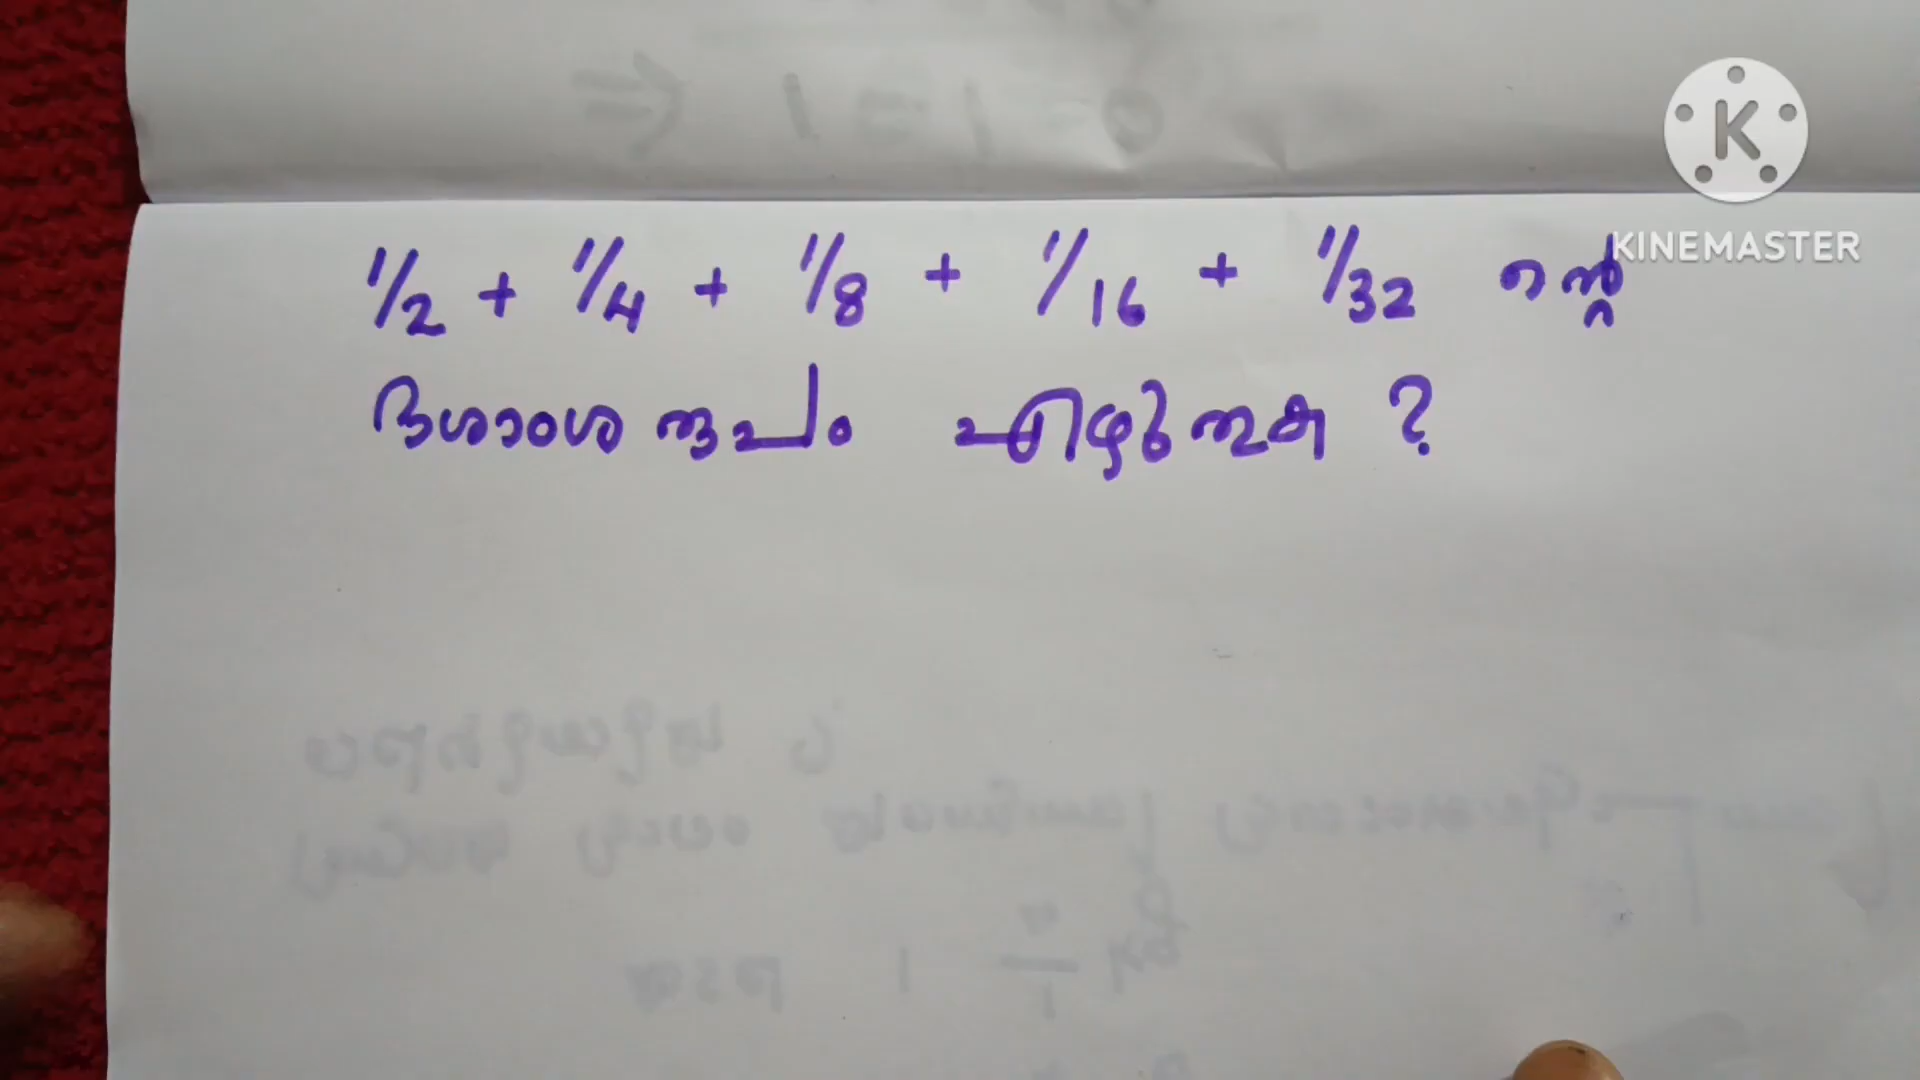 1/2 + 1/4 + 1/8 + 1/16 + 1/32 ന്റെ
ദശാംശ രൂപം എഴുതുക ?
KINEMASTER